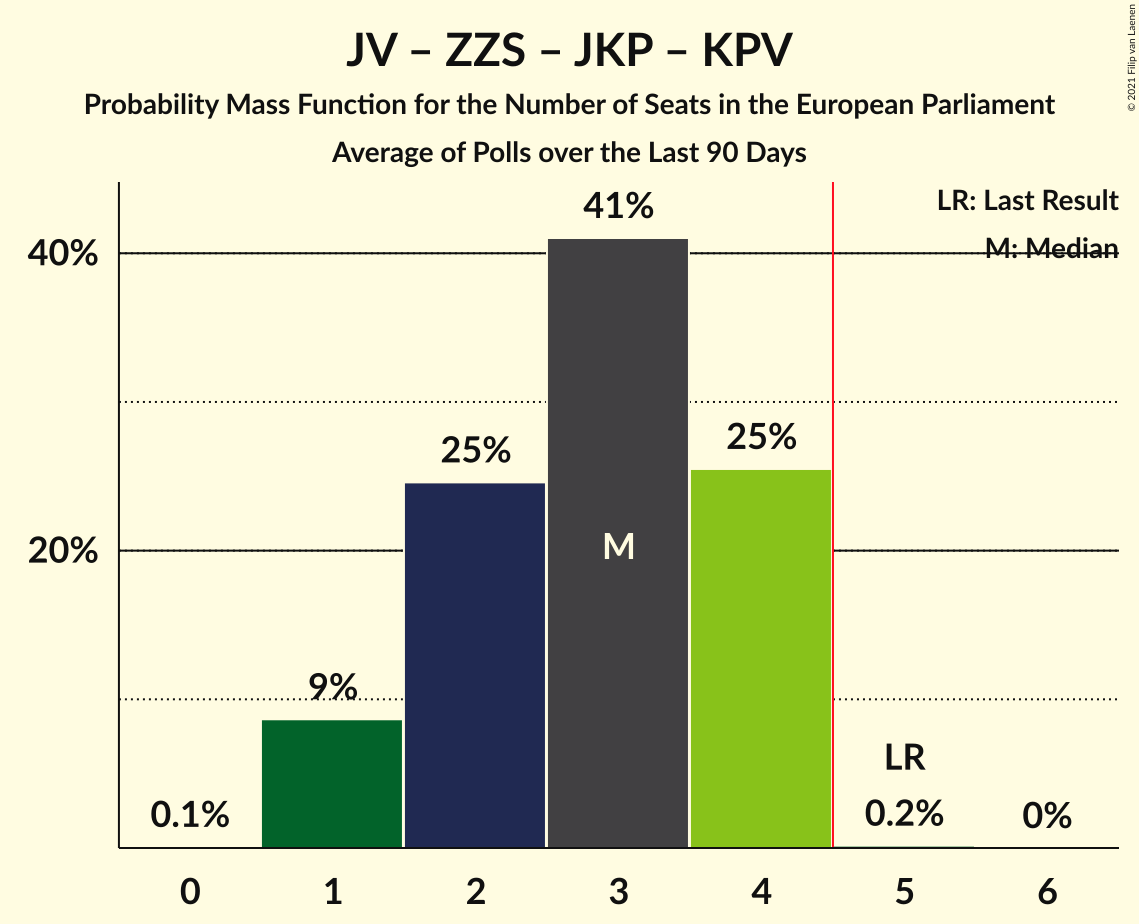 JV – ZZS – JKP – KPV
Probability Mass Function for the Number of Seats in the European Parliament
Average of Polls over the Last 90 Days
© 2021 Filip van Laenen
LR: Last Result
M: Median
40%
20%
0.1%
9%
25%
41%
M
25%
LR
0.2%
0%
0 1 2 3 4 5 6